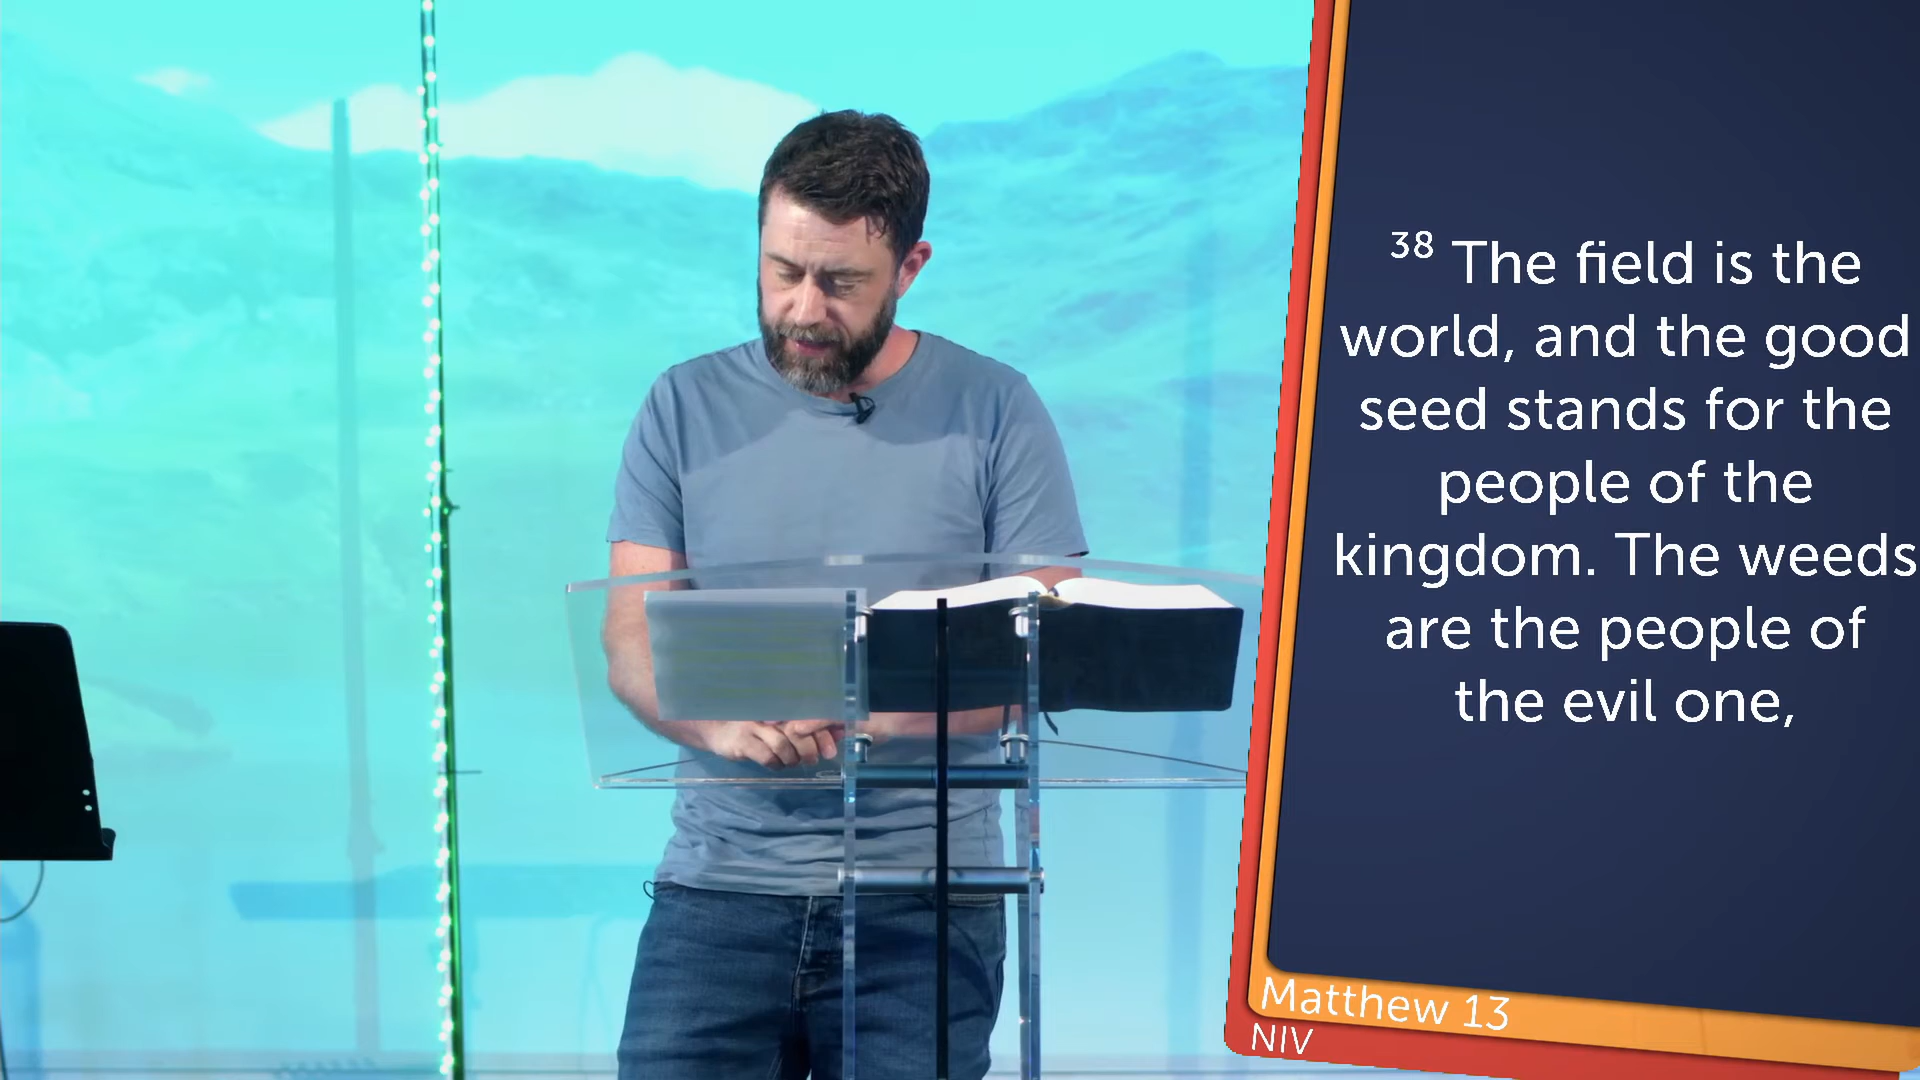 38 The field is the
world, and the good
seed stands for the
people of the
kingdom. The weeds
are the people of
the evil one,
Matthew 13
NIV